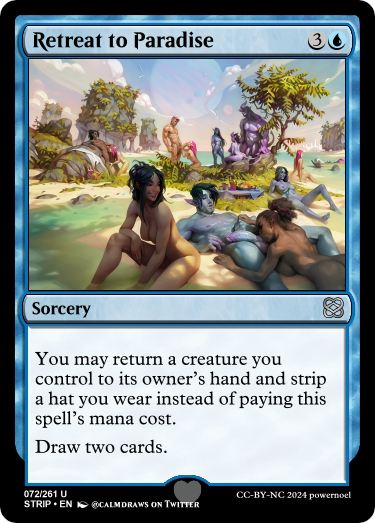 Retreat to Paradise 3
Sorcery
You may return a creature you
control to its owner's hand and strip
a hat you wear instead of paying this
spell's mana cost.
Draw two cards.
072/261 U
STRIP • EN @CALMDRAWS ON TWITTER
CC-BY-NC 2024 powernoel